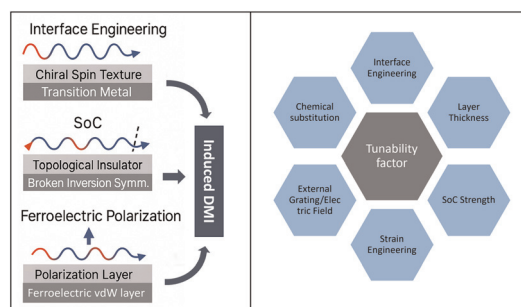 Interface Engineering
Chiral Spin Texture
Transition Metal
SoC
Topological Insulator
Broken Inversion Symm.
Ferroelectric Polarization
Polarization Layer
Ferroelectric vdW layer
Induced DMI
Interface
Engineering
Chemical
substitution
Layer
Thickness
Tunability
factor
External
Grating/Elec
tric Field
SoC Strength
Strain
Engineering